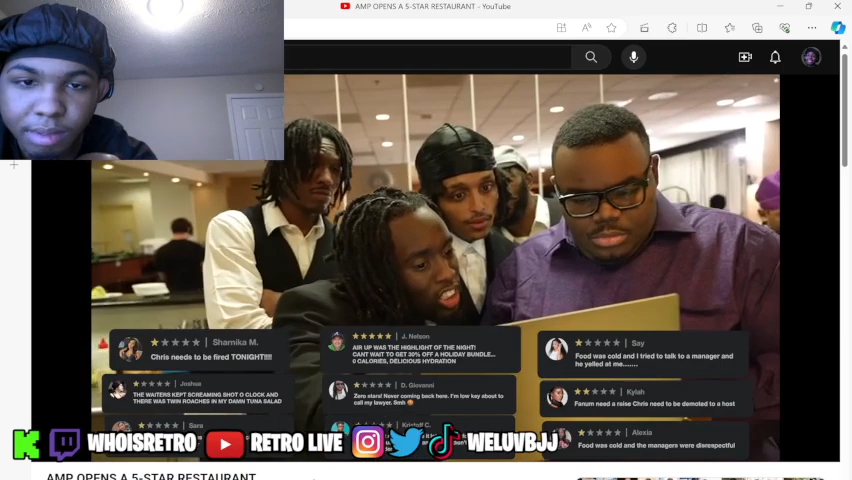 AMP OPENS A 5-STAR RESTAURANT - YouTube
Sharnika M.
Chris needs to be fired TONIGHT!!!!
Joshua
THE WAITERS KEPT SCREAMING SHOT O CLOCK AND
THERE WAS TWIN ROACHES IN MY DAMN TUNA SALAD
Sara
J. Nelson
AIR UP WAS THE HIGHLIGHT OF THE NIGHT!
CANT WAIT TO GET 30% OFF A HOLIDAY BUNDLE...
0 CALORIES, DELICIOUS HYDRATION
D. Giovanni
Zero stars! Never coming back here. I'm low key about to
call my lawyer. Smh
Kristoff C.
Say
Food was cold and I tried to talk to a manager and
he yelled at me.......
Fanum need a raise Chris need to be demoted to a host
Alexia
Food was cold and the managers were disrespectful
K WHOISRETRO RETRO LIVE WELUVBJJ
AMP OPENS A 5-STAR RESTAURANT